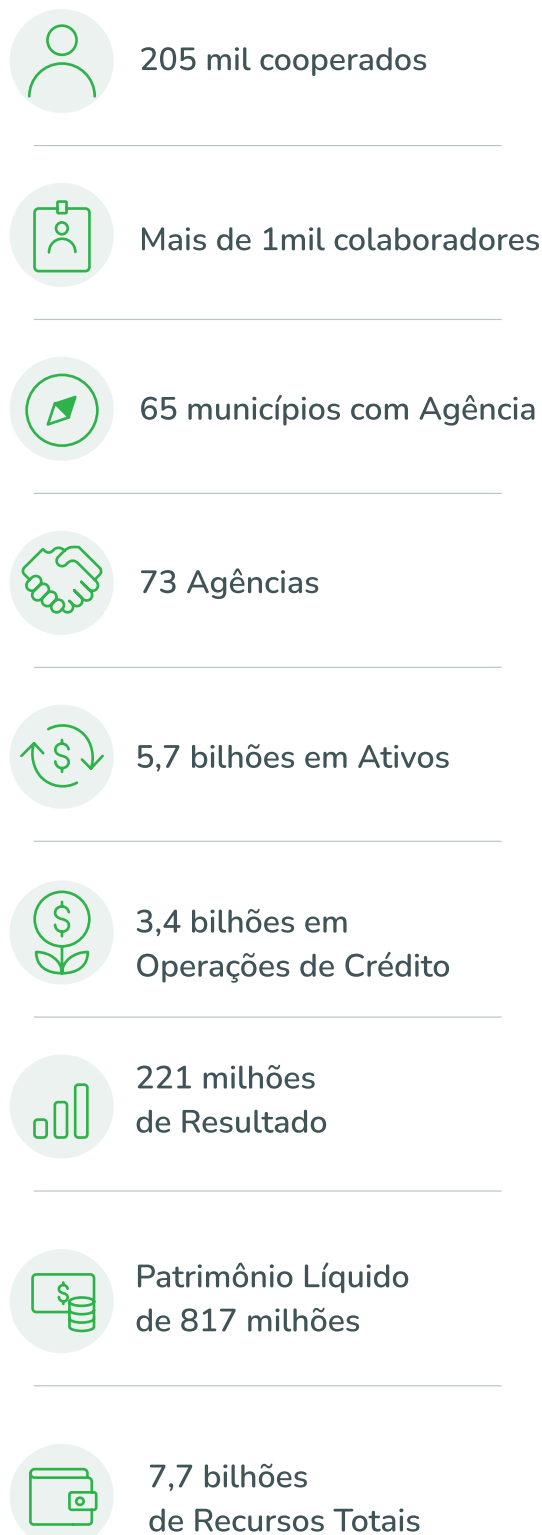 205 mil cooperados
Mais de 1mil colaboradores
65 municípios com Agência
73 Agências
5,7 bilhões em Ativos
3,4 bilhões em
Operações de Crédito
221 milhões
de Resultado
Patrimônio Líquido
de 817 milhões
7,7 bilhões
de Recursos Totais